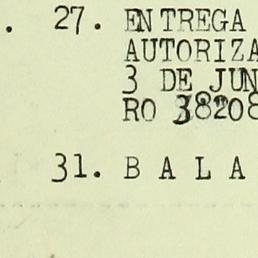 . 27. ENTREGA
AUTORIZA
3 DE JUN
RO 38208
31. B A L A